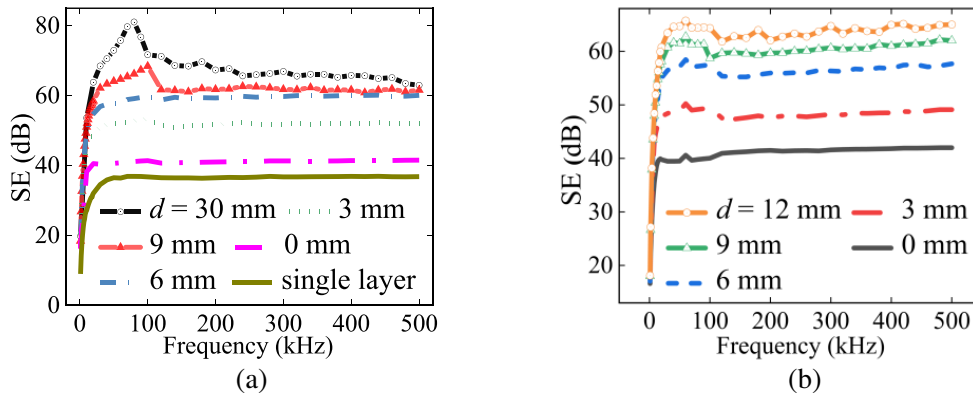 80
60
40
20
0
SE (dB)
d = 30 mm
3 mm
9 mm
0 mm
6 mm
single layer
0 100 200 300 400 500
Frequency (kHz)
(a)
60
50
40
30
20
SE (dB)
d = 12 mm
3 mm
9 mm
0 mm
6 mm
0 100 200 300 400 500
Frequency (kHz)
(b)